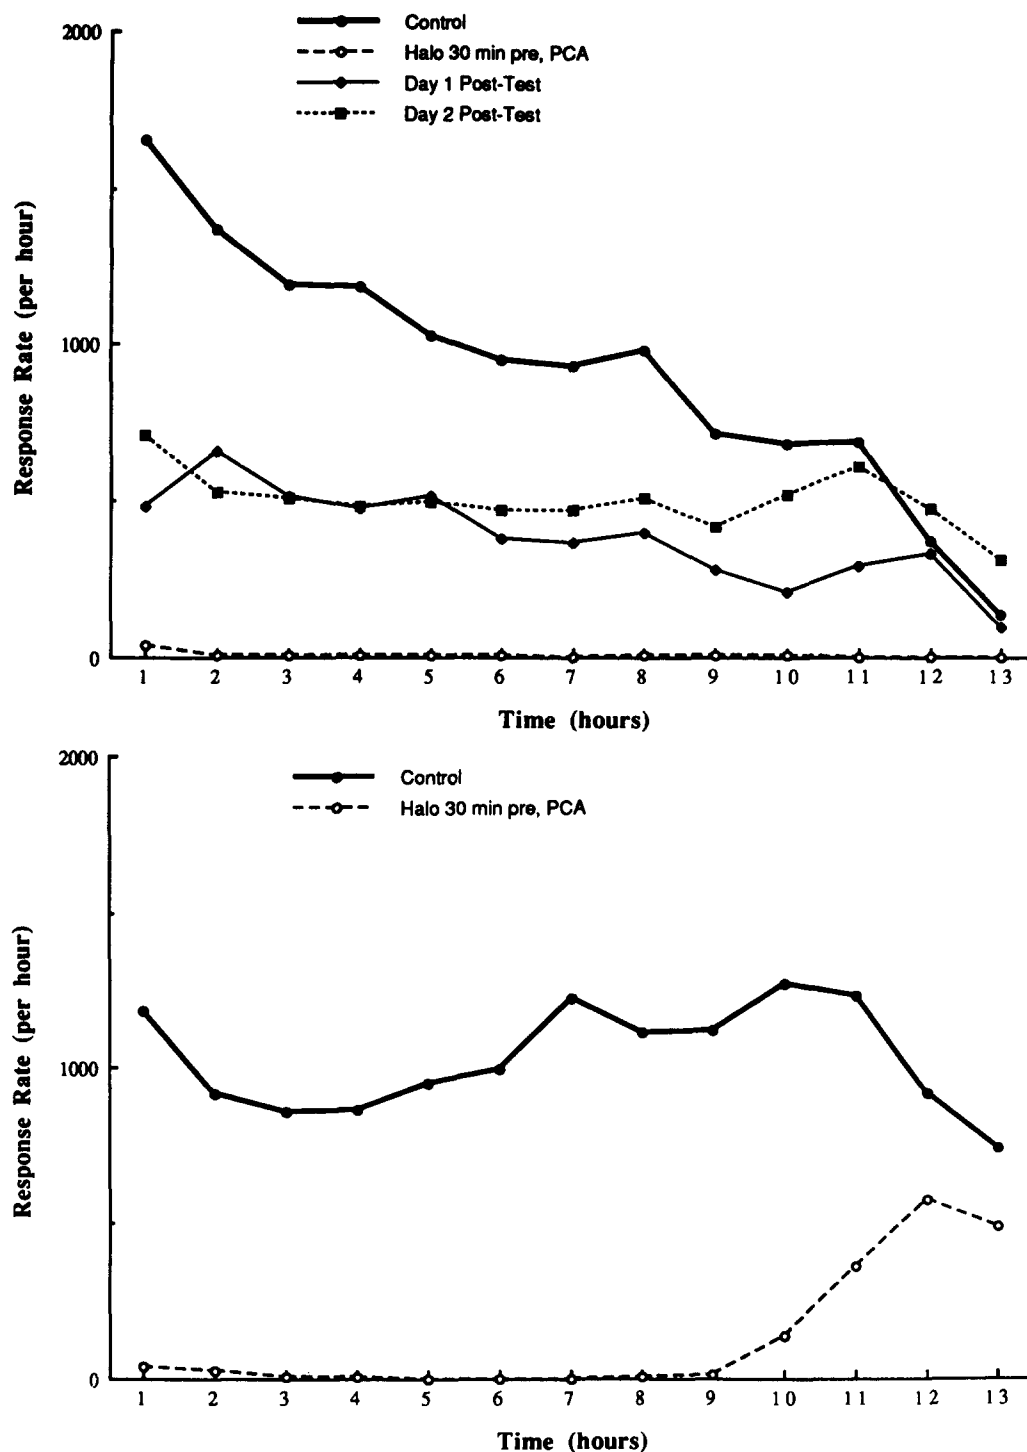 Control
Halo 30 min pre, PCA
Day 1 Post-Test
Day 2 Post-Test
2000
1000
0
Response Rate (per hour)
1 2 3 4 5 6 7 8 9 10 11 12 13
Time (hours)
Control
Halo 30 min pre, PCA
2000
1000
0
Response Rate (per hour)
1 2 3 4 5 6 7 8 9 10 11 12 13
Time (hours)